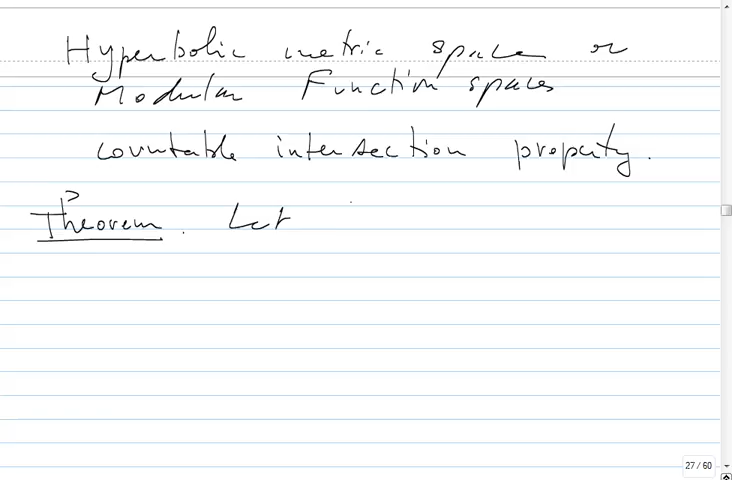 Hyperbolic metric space or
Modular Function spaces
countable intersection property.
Theorem. Let
27 / 60